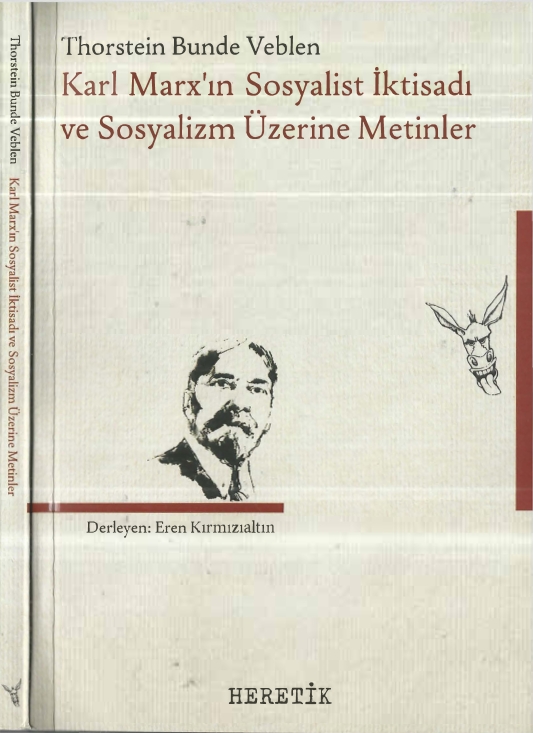 Thorstein Bunde Veblen
Karl Marx'ın Sosyalist İktisadı
ve Sosyalizm Üzerine Metinler
Derleyen: Eren Kırmızıaltın
HERETİK
Thorstein Bunde Veblen Karl Marx'ın Sosyalist İktisadı ve Sosyalizm Üzerine Metinler